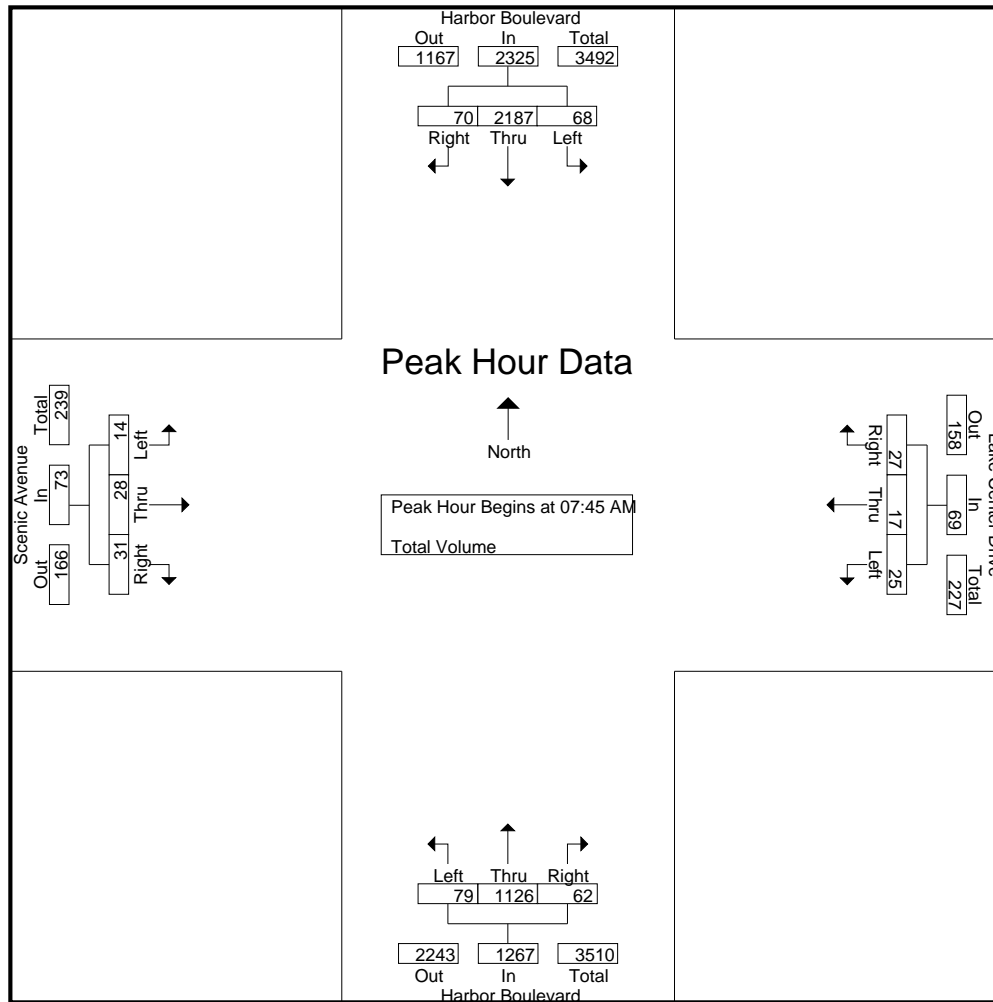 Harbor Boulevard
Out In Total
1167 2325 3492
70 2187 68
Right Thru Left
Peak Hour Data
North
Peak Hour Begins at 07:45 AM
Total Volume
Scenic Avenue
Total In Out
239 73 166
14 28 31
Left Thru Right
Right Thru Left
27 17 25
158 69 227
Out In Total
Lake Center Drive
Left Thru Right
79 1126 62
2243 1267 3510
Out In Total
Harbor Boulevard